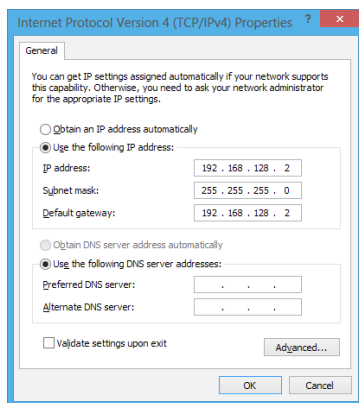 Internet Protocol Version 4 (TCP/IPv4) Properties ? ×
General
You can get IP settings assigned automatically if your network supports
this capability. Otherwise, you need to ask your network administrator
for the appropriate IP settings.
Obtain an IP address automatically
Use the following IP address:
IP address: 192 . 168 . 128 . 2
Subnet mask: 255 . 255 . 255 . 0
Default gateway: 192 . 168 . 128 . 2
Obtain DNS server address automatically
Use the following DNS server addresses:
Preferred DNS server: . . .
Alternate DNS server: . . .
Validate settings upon exit
Advanced...
OK Cancel